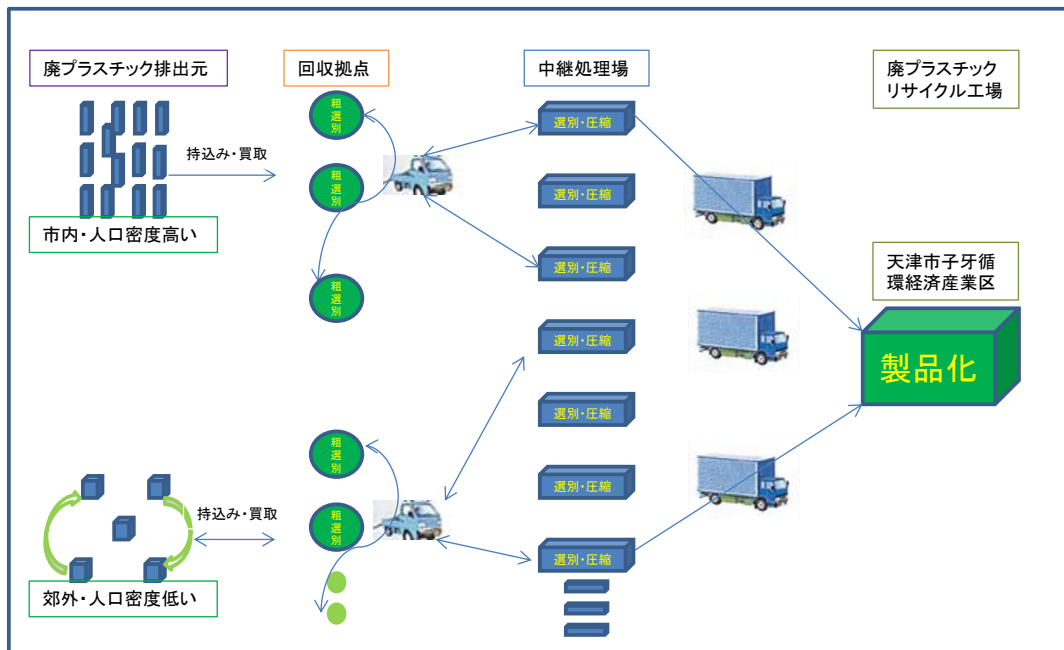 廃プラスチック排出元
回収拠点
中継処理場
廃プラスチック
リサイクル工場
粗選別
選別・圧縮
持込み・買取
粗選別
選別・圧縮
市内・人口密度高い
選別・圧縮
天津市子牙循
環経済産業区
粗選別
選別・圧縮
製品化
選別・圧縮
粗選別
選別・圧縮
持込み・買取
粗選別
選別・圧縮
郊外・人口密度低い